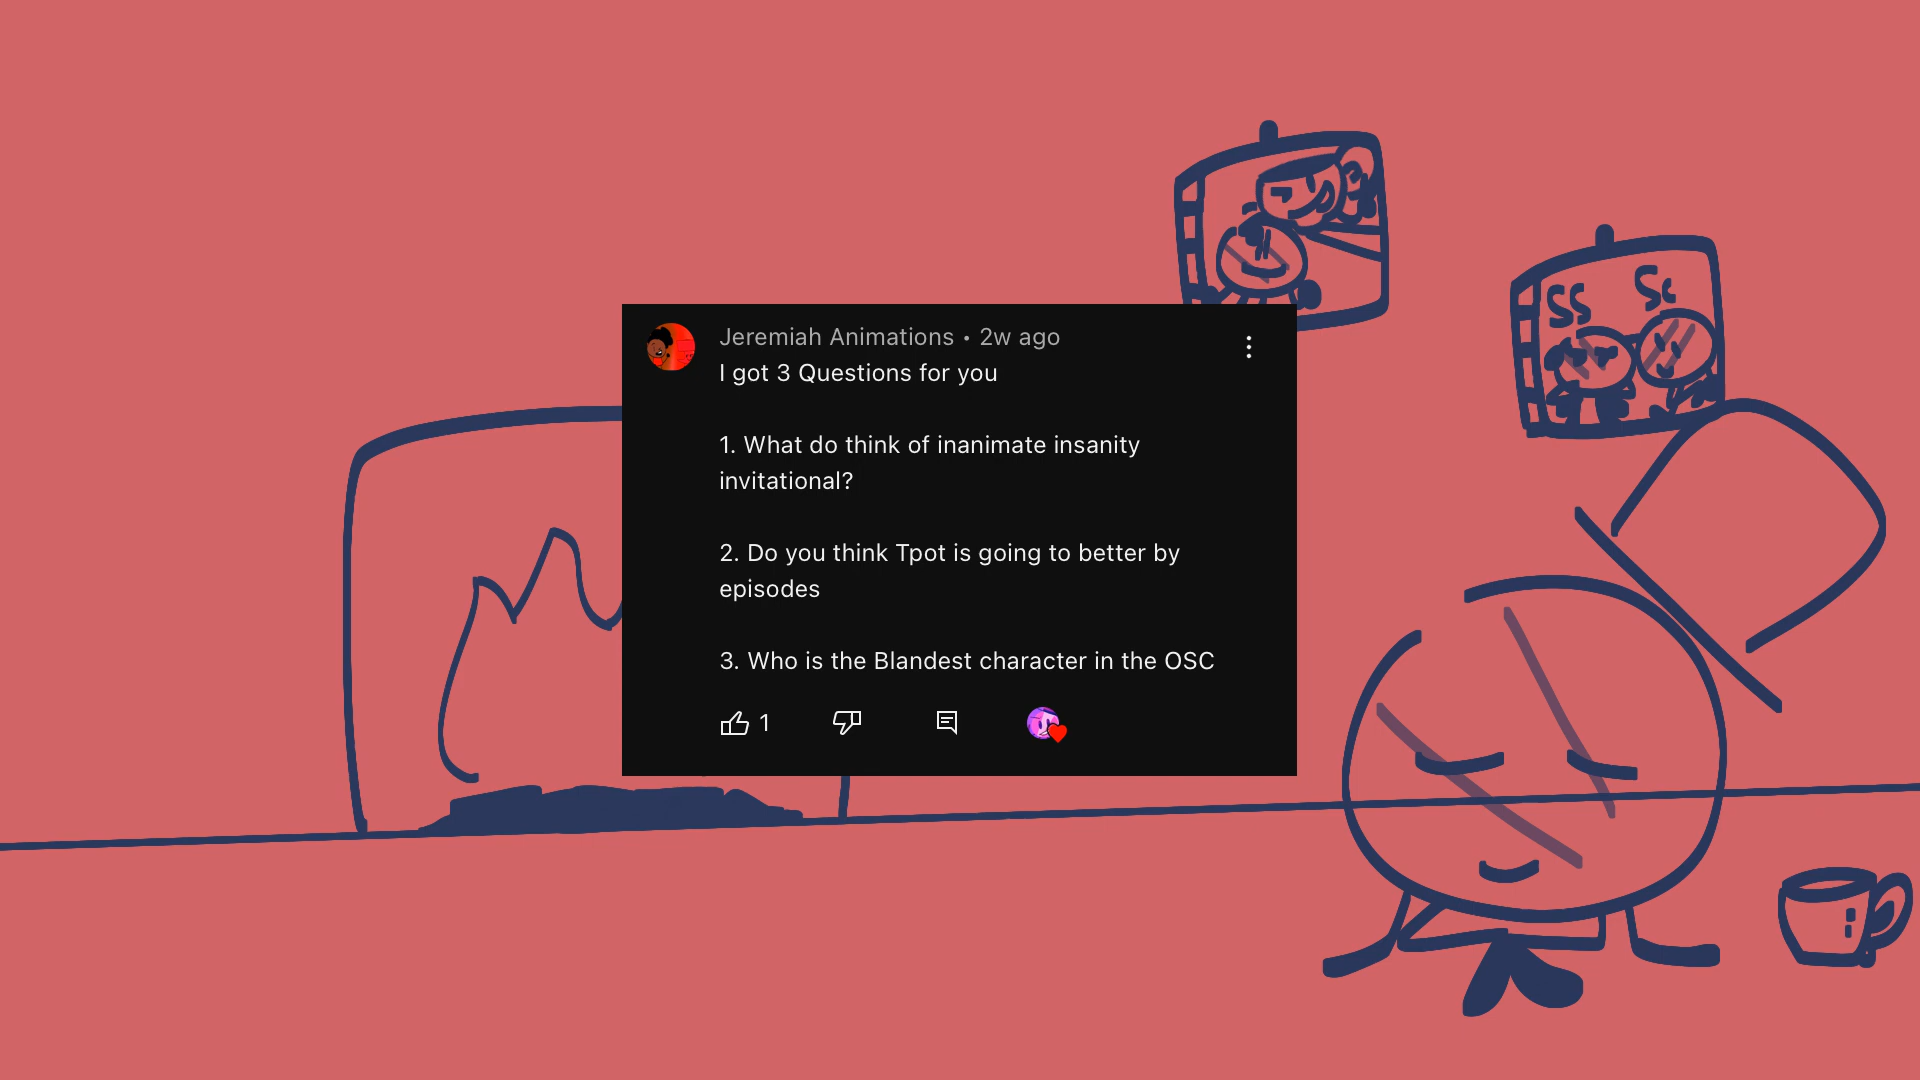 SS Sc
Jeremiah Animations • 2w ago
I got 3 Questions for you
1. What do think of inanimate insanity
invitational?
2. Do you think Tpot is going to better by
episodes
3. Who is the Blandest character in the OSC
1